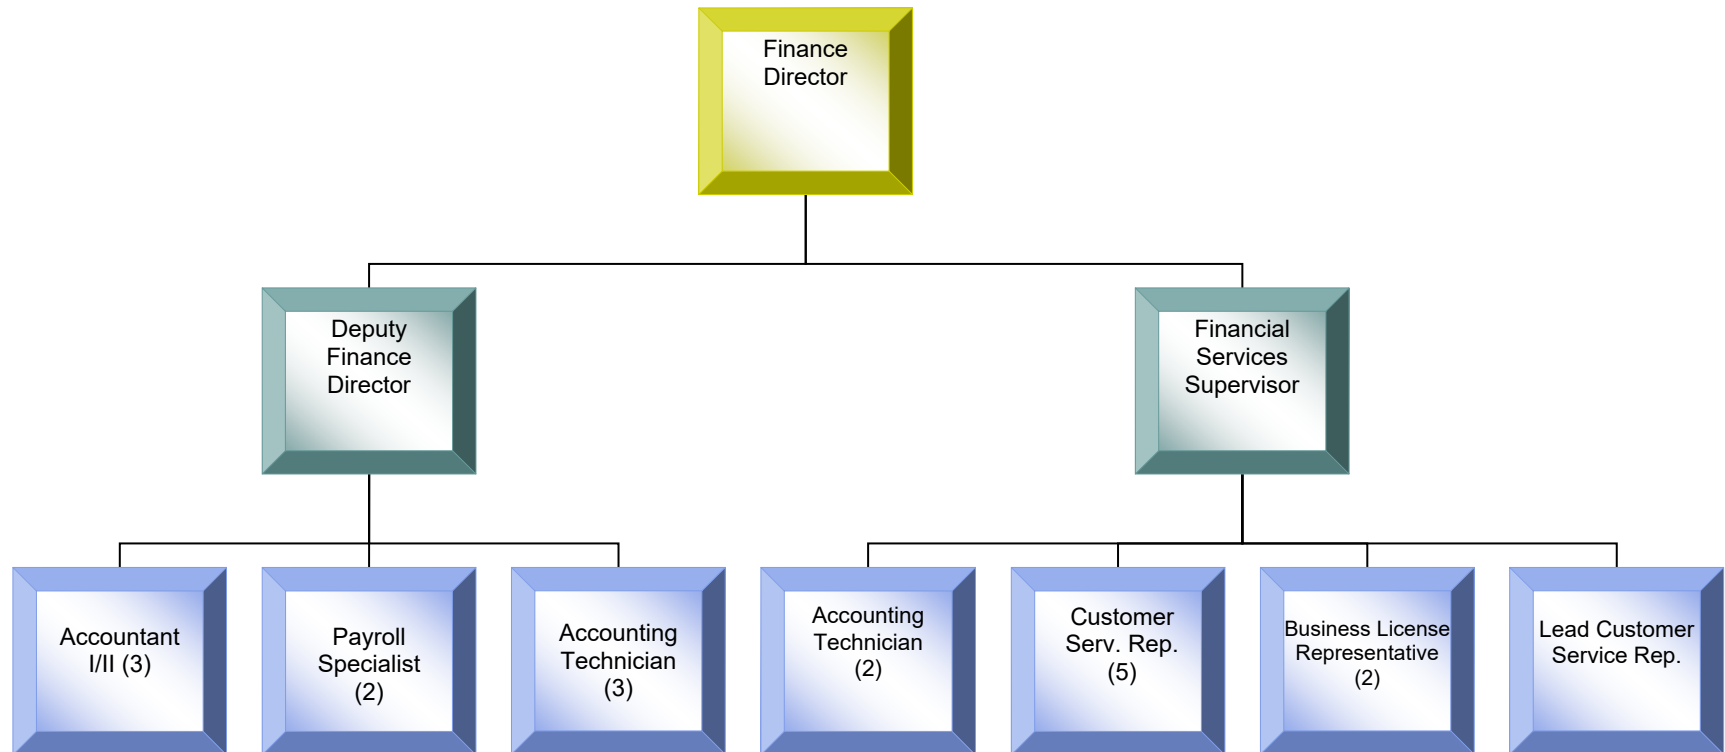 Finance
Director
Deputy
Finance
Director
Financial
Services
Supervisor
Accountant
I/II (3)
Payroll
Specialist
(2)
Accounting
Technician
(3)
Accounting
Technician
(2)
Customer
Serv. Rep.
(5)
Business License
Representative
(2)
Lead Customer
Service Rep.